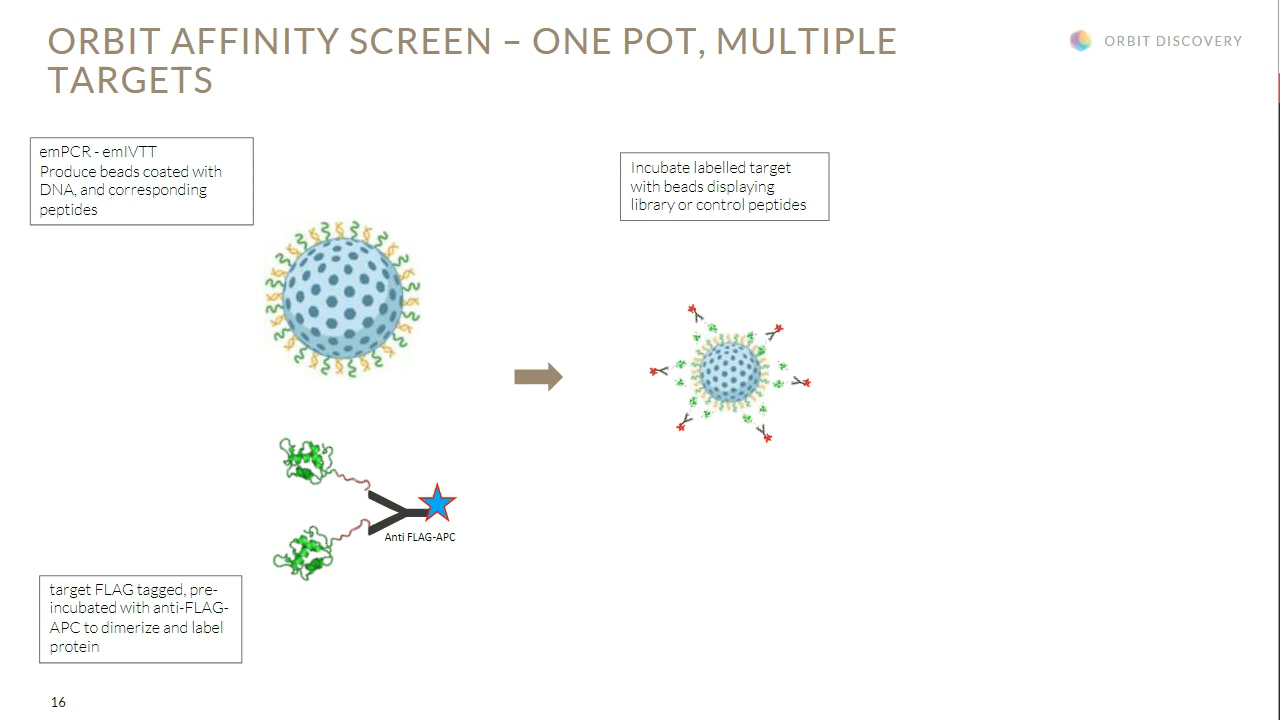 ORBIT AFFINITY SCREEN – ONE POT, MULTIPLE
TARGETS
ORBIT DISCOVERY
emPCR - emIVTT
Produce beads coated with
DNA, and corresponding
peptides
Incubate labelled target
with beads displaying
library or control peptides
Anti FLAG-APC
target FLAG tagged, pre-
incubated with anti-FLAG-
APC to dimerize and label
protein
16